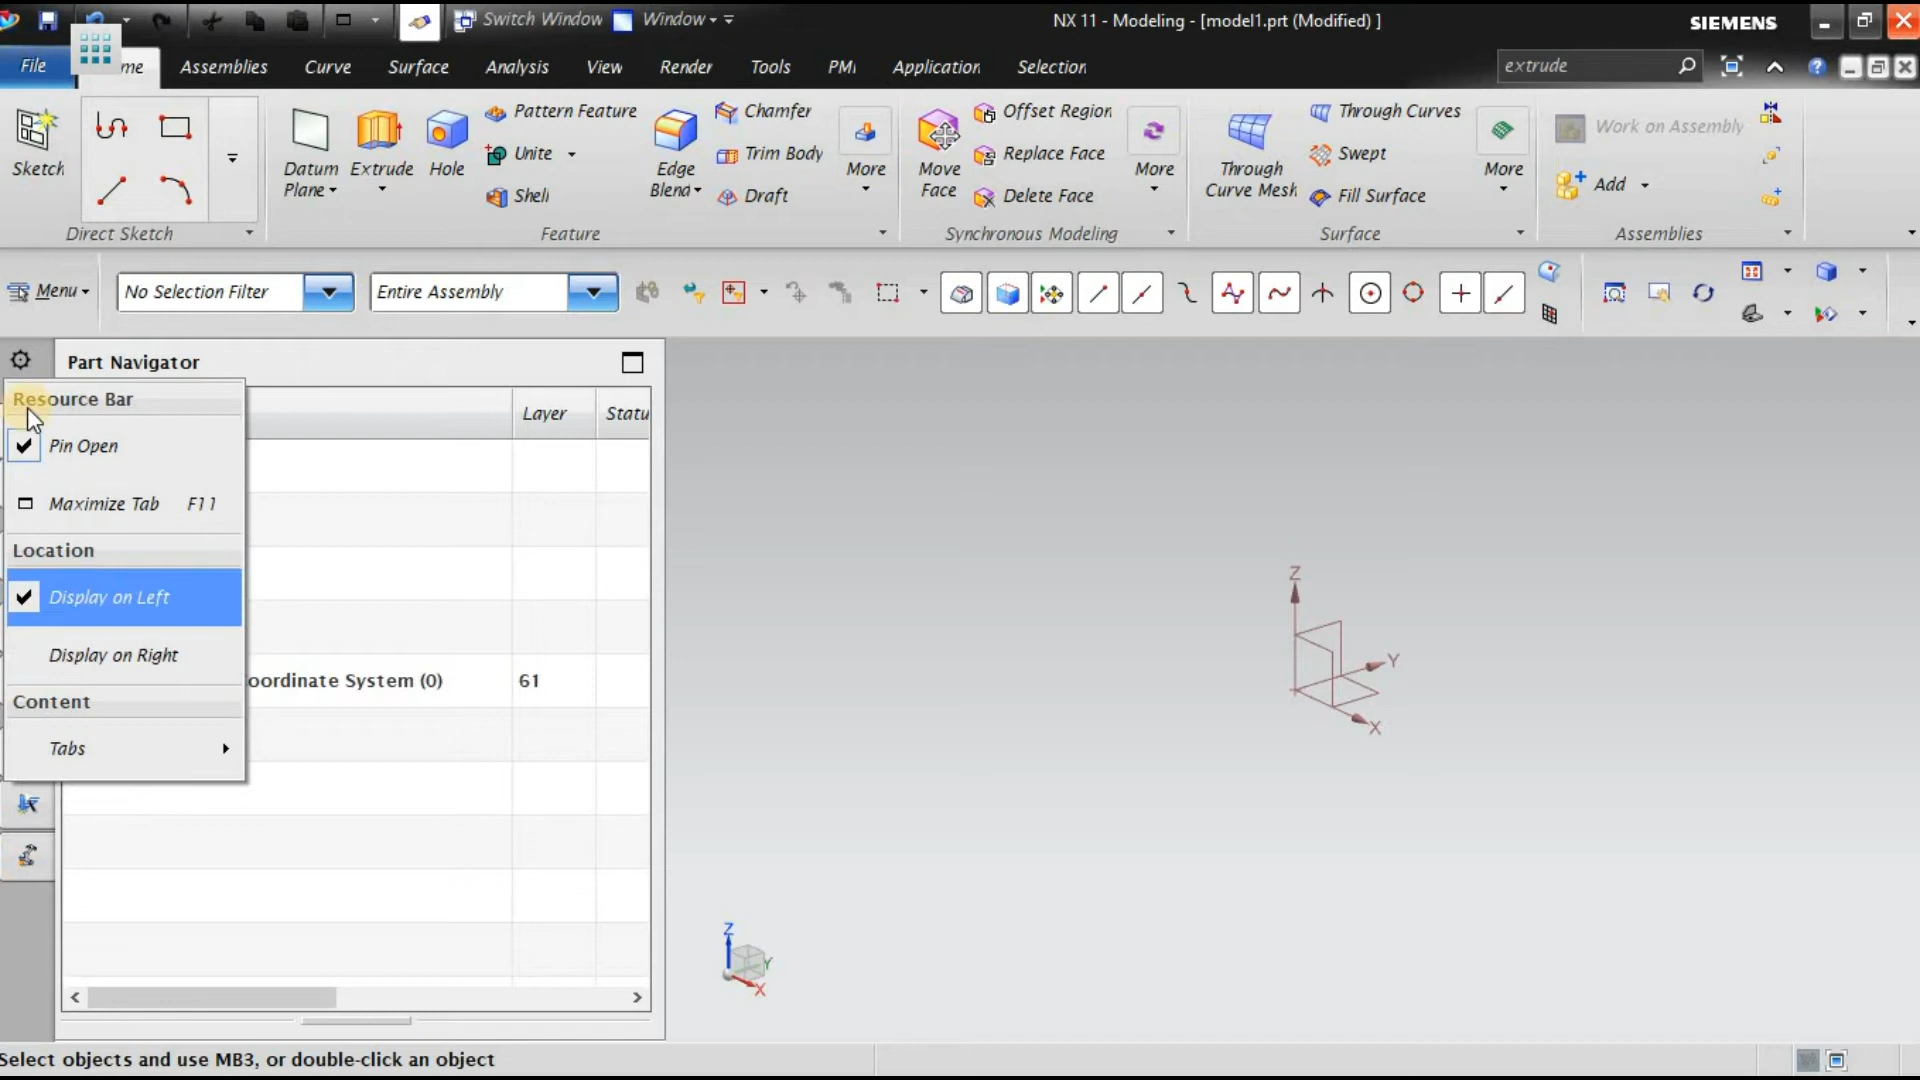 Switch Window
Window
NX 11 - Modeling - [model1.prt (Modified) ]
SIEMENS
File
me
Assemblies
Curve
Surface
Analysis
View
Render
Tools
PMI
Application
Selection
extrude
Sketch
Direct Sketch
Datum
Plane
Extrude
Hole
Pattern Feature
Unite
Shell
Edge
Blend
Chamfer
Trim Body
Draft
More
Feature
Move
Face
Offset Region
Replace Face
Delete Face
More
Synchronous Modeling
Through
Curve Mesh
Through Curves
Swept
Fill Surface
More
Surface
Work on Assembly
Add
Assemblies
Menu
No Selection Filter
Entire Assembly
Part Navigator
Resource Bar
Pin Open
Maximize Tab F11
Location
Display on Left
Display on Right
Content
Tabs
Layer
Statu
oordinate System (0)
61
Z
Y
X
Z
Y
X
Select objects and use MB3, or double-click an object